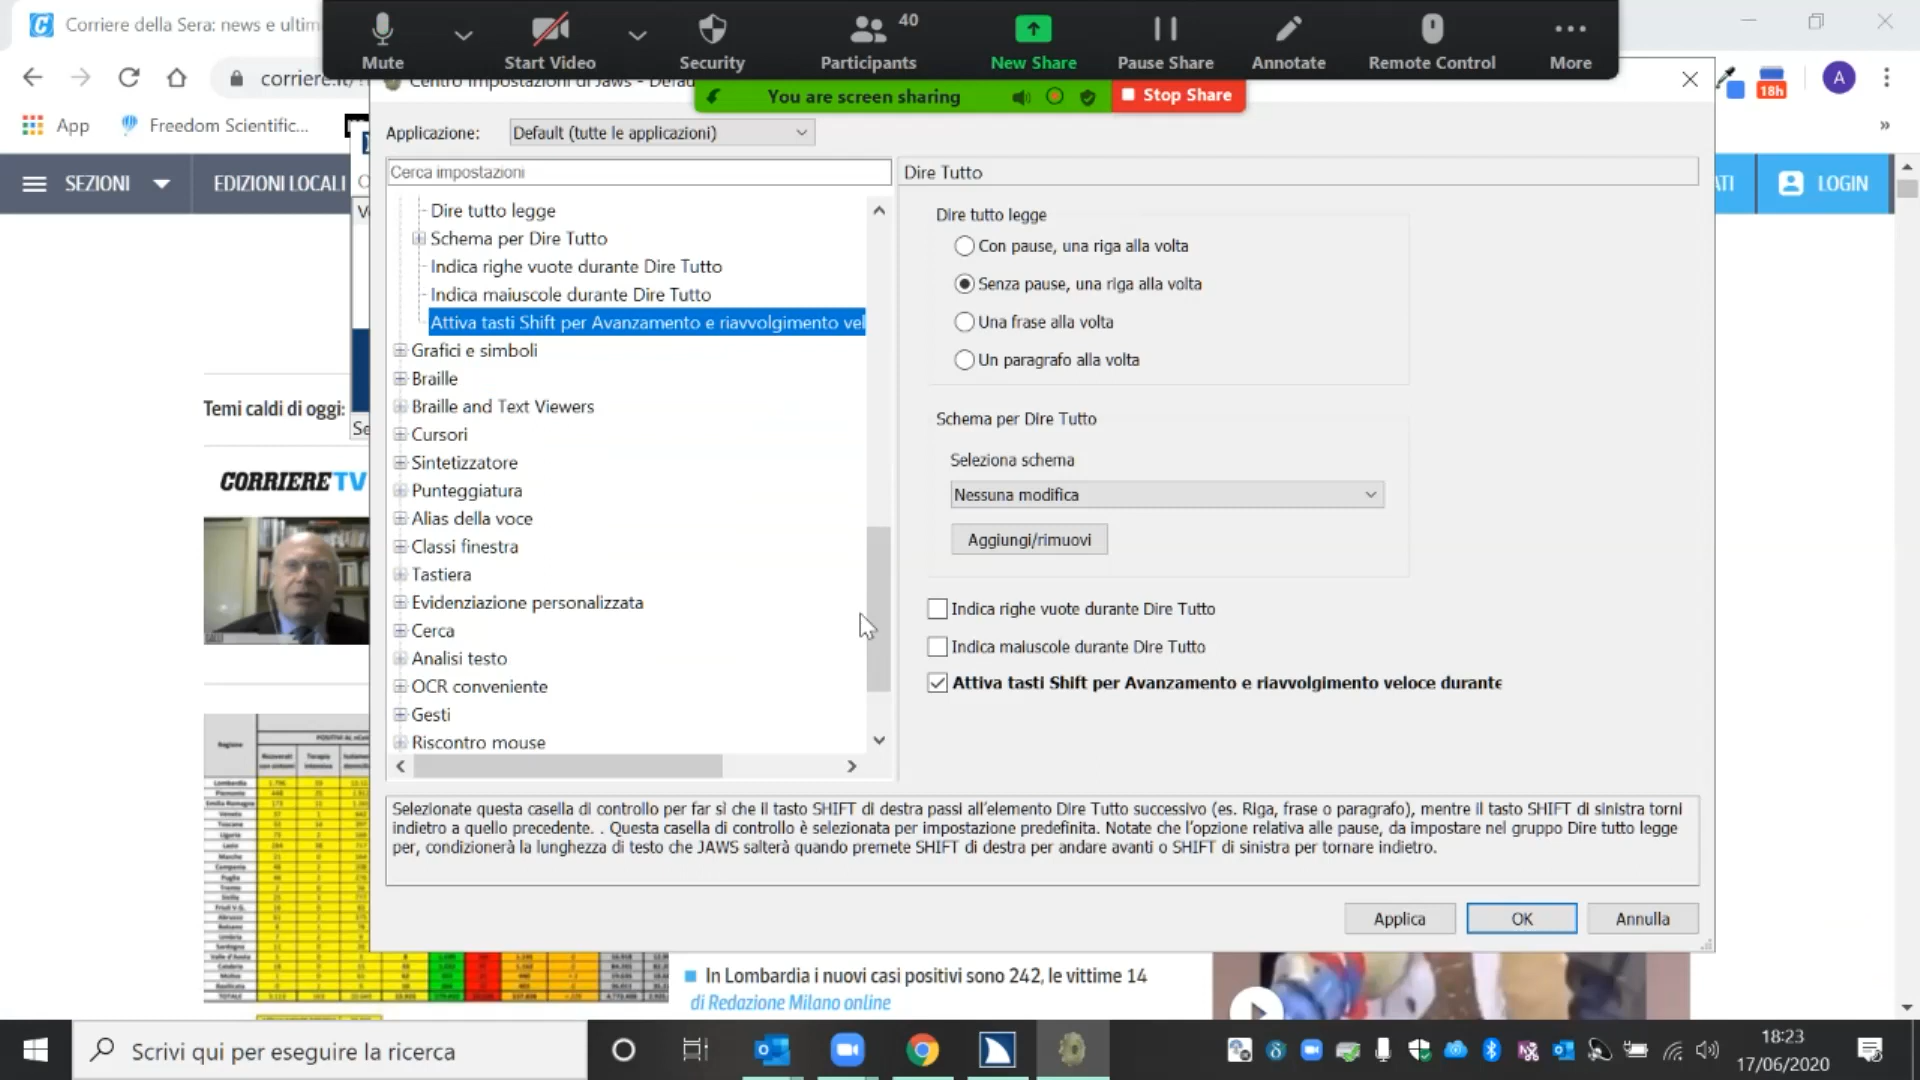 Corriere della Sera: news e ultim
Mute
Start Video
Security
40
Participants
New Share
Pause Share
Annotate
Remote Control
More
corriere.it/
Centro Impostazioni di Jaws - Defau
You are screen sharing
Stop Share
18h
A
App
Freedom Scientific...
»
SEZIONI
EDIZIONI LOCALI
ATI
LOGIN
Applicazione:
Default (tutte le applicazioni)
Cerca impostazioni
Dire Tutto
Dire tutto legge
Schema per Dire Tutto
Indica righe vuote durante Dire Tutto
Indica maiuscole durante Dire Tutto
Attiva tasti Shift per Avanzamento e riavvolgimento vel
Grafici e simboli
Braille
Braille and Text Viewers
Cursori
Sintetizzatore
Punteggiatura
Alias della voce
Classi finestra
Tastiera
Evidenziazione personalizzata
Cerca
Analisi testo
OCR conveniente
Gesti
Riscontro mouse
Dire tutto legge
Con pause, una riga alla volta
Senza pause, una riga alla volta
Una frase alla volta
Un paragrafo alla volta
Schema per Dire Tutto
Seleziona schema
Nessuna modifica
Aggiungi/rimuovi
Indica righe vuote durante Dire Tutto
Indica maiuscole durante Dire Tutto
Attiva tasti Shift per Avanzamento e riavvolgimento veloce durante
Selezionate questa casella di controllo per far sì che il tasto SHIFT di destra passi all'elemento Dire Tutto successivo (es. Riga, frase o paragrafo), mentre il tasto SHIFT di sinistra torni
indietro a quello precedente. . Questa casella di controllo è selezionata per impostazione predefinita. Notate che l'opzione relativa alle pause, da impostare nel gruppo Dire tutto legge
per, condizionerà la lunghezza di testo che JAWS salterà quando premete SHIFT di destra per andare avanti o SHIFT di sinistra per tornare indietro.
Applica
OK
Annulla
Temi caldi di oggi:
Se
CORRIERE TV
In Lombardia i nuovi casi positivi sono 242, le vittime 14
di Redazione Milano online
Scrivi qui per eseguire la ricerca
18:23
17/06/2020